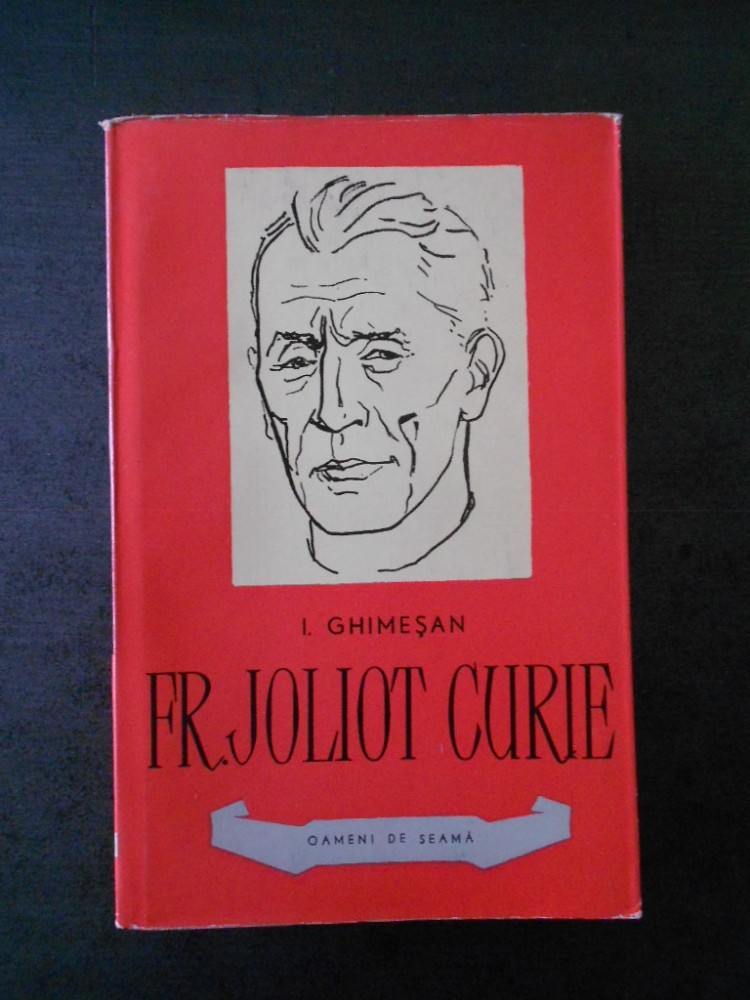 I. GHIMEŞAN
FR. JOLIOT CURIE
OAMENI DE SEAMĂ